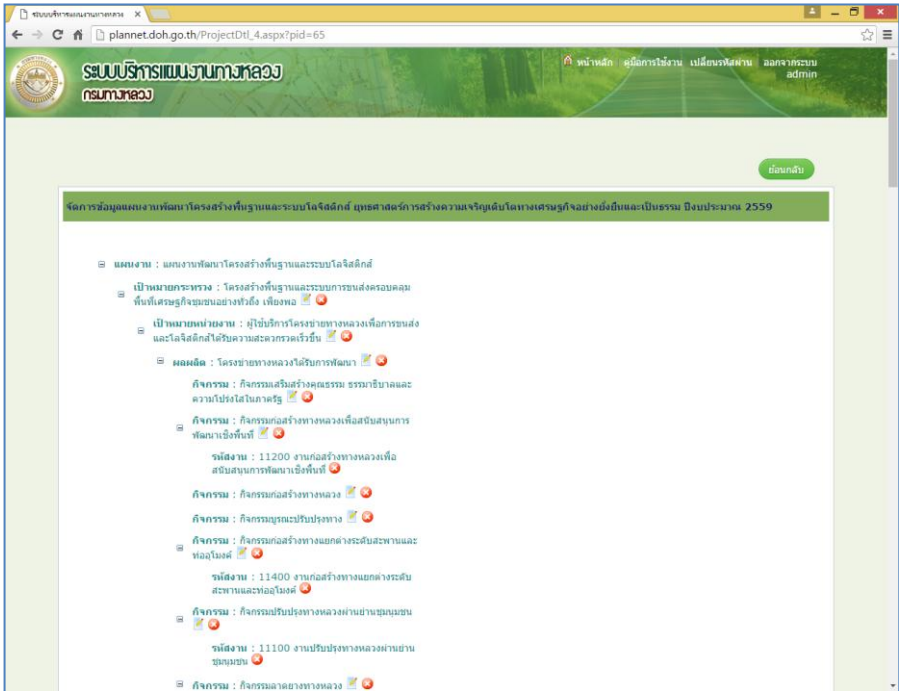 ระบบบริหารแผนงานทางหลวง
plannet.doh.go.th/ProjectDtl_4.aspx?pid=65
ระบบบริหารแผนงานทางหลวง
กรมทางหลวง
หน้าหลัก คู่มือการใช้งาน เปลี่ยนรหัสผ่าน ออกจากระบบ
admin
ย้อนกลับ
จัดการข้อมูลแผนงานพัฒนาโครงสร้างพื้นฐานและระบบโลจิสติกส์ ยุทธศาสตร์การสร้างความเจริญเติบโตทางเศรษฐกิจอย่างยั่งยืนและเป็นธรรม ปีงบประมาณ 2559
แผนงาน : แผนงานพัฒนาโครงสร้างพื้นฐานและระบบโลจิสติกส์
เป้าหมายกระทรวง : โครงสร้างพื้นฐานและระบบการขนส่งครอบคลุม
พื้นที่เศรษฐกิจชุมชนอย่างทั่วถึง เพียงพอ
เป้าหมายหน่วยงาน : ผู้ใช้บริการโครงข่ายทางหลวงเพื่อการขนส่ง
และโลจิสติกส์ได้รับความสะดวกรวดเร็วขึ้น
ผลผลิต : โครงข่ายทางหลวงได้รับการพัฒนา
กิจกรรม : กิจกรรมเสริมสร้างคุณธรรม ธรรมาธิบาลและ
ความโปร่งใสในภาครัฐ
กิจกรรม : กิจกรรมก่อสร้างทางหลวงเพื่อสนับสนุนการ
พัฒนาเชิงพื้นที่
รหัสงาน : 11200 งานก่อสร้างทางหลวงเพื่อ
สนับสนุนการพัฒนาเชิงพื้นที่
กิจกรรม : กิจกรรมก่อสร้างทางหลวง
กิจกรรม : กิจกรรมบูรณะปรับปรุงทาง
กิจกรรม : กิจกรรมก่อสร้างทางแยกต่างระดับสะพานและ
ท่ออุโมงค์
รหัสงาน : 11400 งานก่อสร้างทางแยกต่างระดับ
สะพานและท่ออุโมงค์
กิจกรรม : กิจกรรมปรับปรุงทางหลวงผ่านย่านชุมนุมชน
รหัสงาน : 11100 งานปรับปรุงทางหลวงผ่านย่าน
ชุมนุมชน
กิจกรรม : กิจกรรมลาดยางทางหลวง